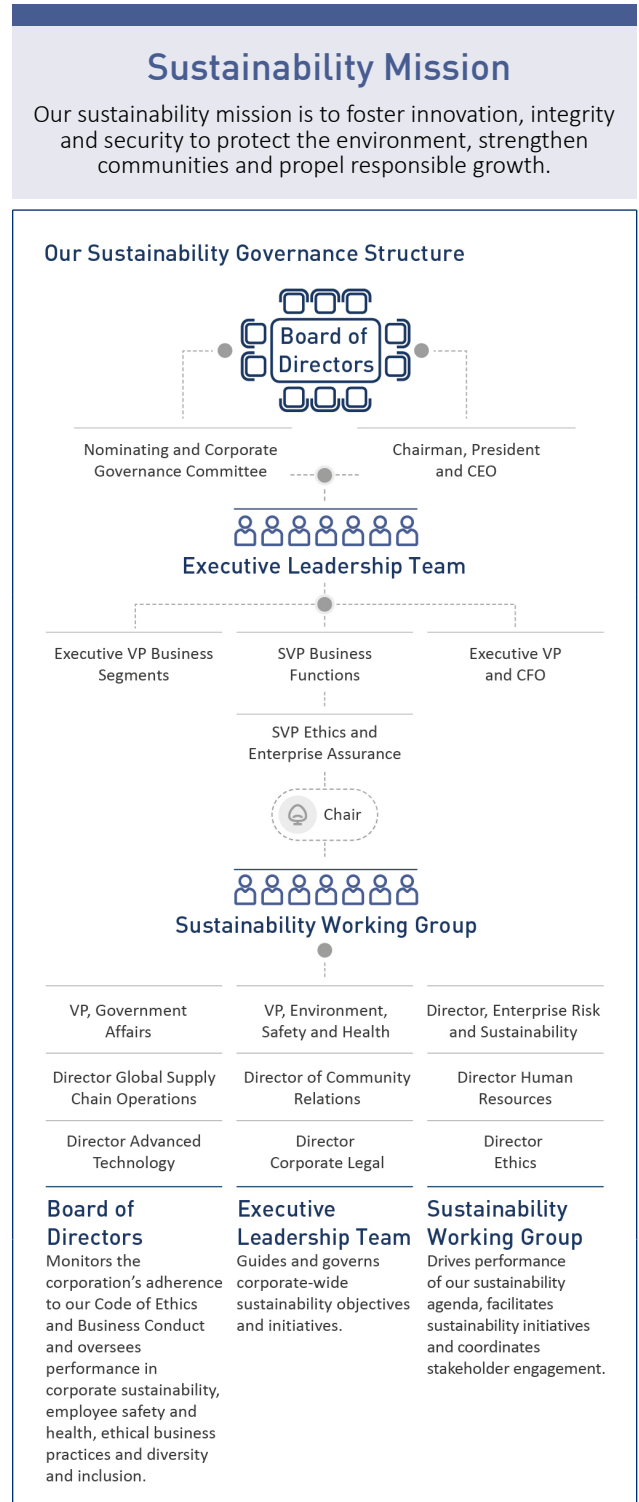 Sustainability Mission
Our sustainability mission is to foster innovation, integrity
and security to protect the environment, strengthen
communities and propel responsible growth.
Our Sustainability Governance Structure
Board of
Directors
Nominating and Corporate
Governance Committee
Chairman, President
and CEO
Executive Leadership Team
Executive VP Business
Segments
SVP Business
Functions
Executive VP
and CFO
SVP Ethics and
Enterprise Assurance
Chair
Sustainability Working Group
VP, Government
Affairs
VP, Environment,
Safety and Health
Director, Enterprise Risk
and Sustainability
Director Global Supply
Chain Operations
Director of Community
Relations
Director Human
Resources
Director Advanced
Technology
Director
Corporate Legal
Director
Ethics
Board of
Directors
Monitors the
corporation’s adherence
to our Code of Ethics
and Business Conduct
and oversees
performance in
corporate sustainability,
employee safety and
health, ethical business
practices and diversity
and inclusion.
Executive
Leadership Team
Guides and governs
corporate-wide
sustainability objectives
and initiatives.
Sustainability
Working Group
Drives performance
of our sustainability
agenda, facilitates
sustainability initiatives
and coordinates
stakeholder engagement.